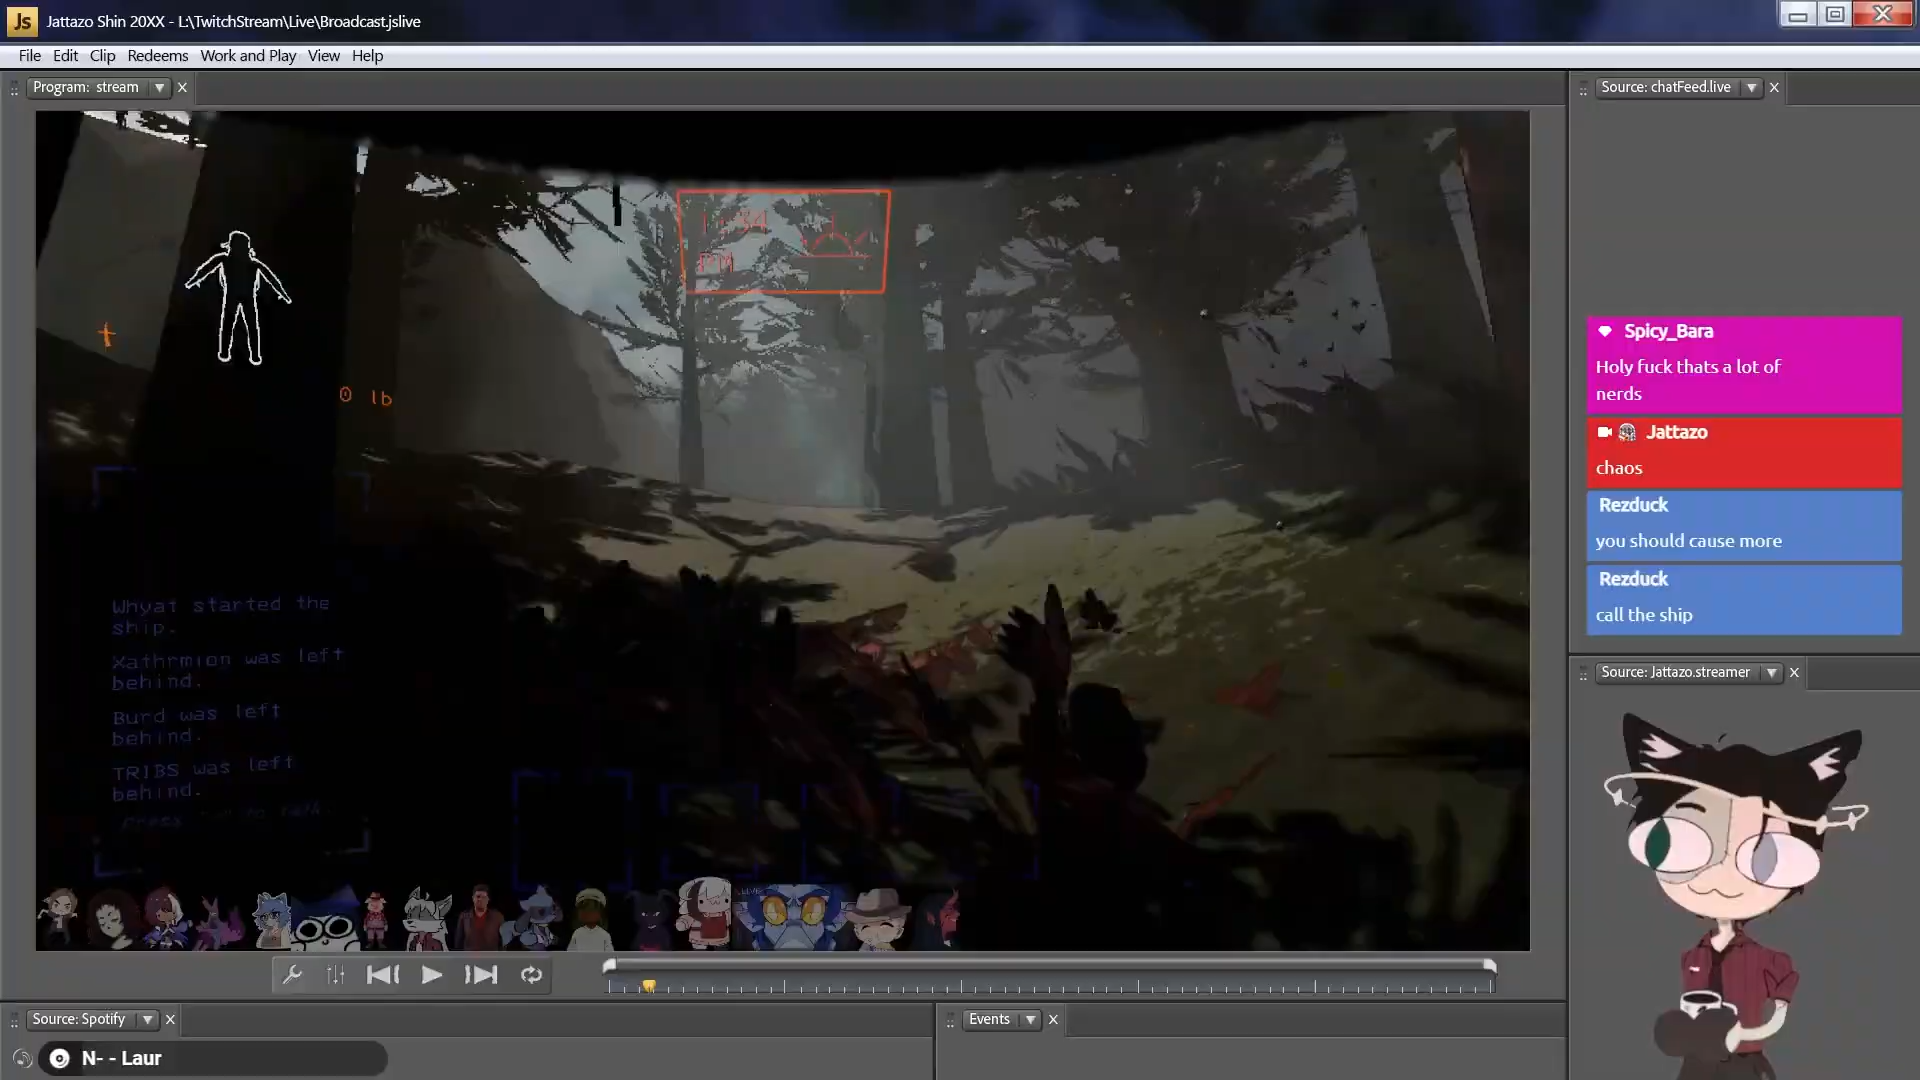 Js Jattazo Shin 20XX - L:\TwitchStream\Live\Broadcast.jslive
File Edit Clip Redeems Work and Play View Help
Program: stream
PM
0 lb
Whyat started the
ship.
Xathrmion was left
behind.
Burd was left
behind.
TRIBS was left
behind.
Source: chatFeed.live
Spicy_Bara
Holy fuck thats a lot of
nerds
Jattazo
chaos
Rezduck
you should cause more
Rezduck
call the ship
Source: Jattazo.streamer
Source: Spotify
N- - Laur
Events